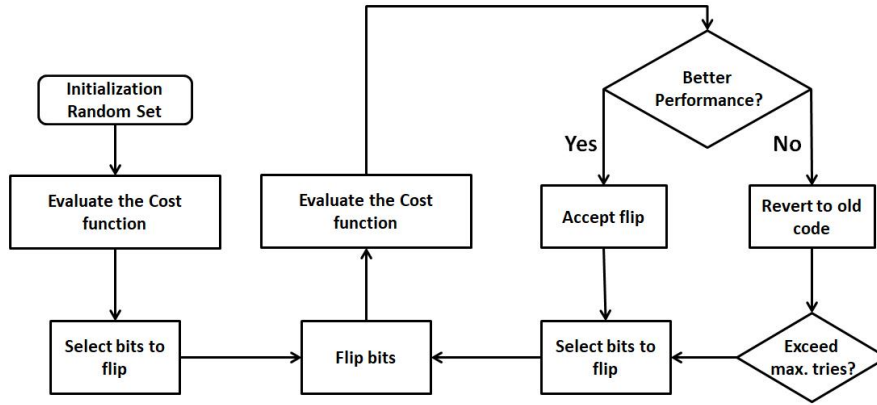 Initialization
Random Set
Evaluate the Cost
function
Select bits to
flip
Evaluate the Cost
function
Flip bits
Better
Performance?
Yes
No
Accept flip
Revert to old
code
Select bits to
flip
Exceed
max. tries?